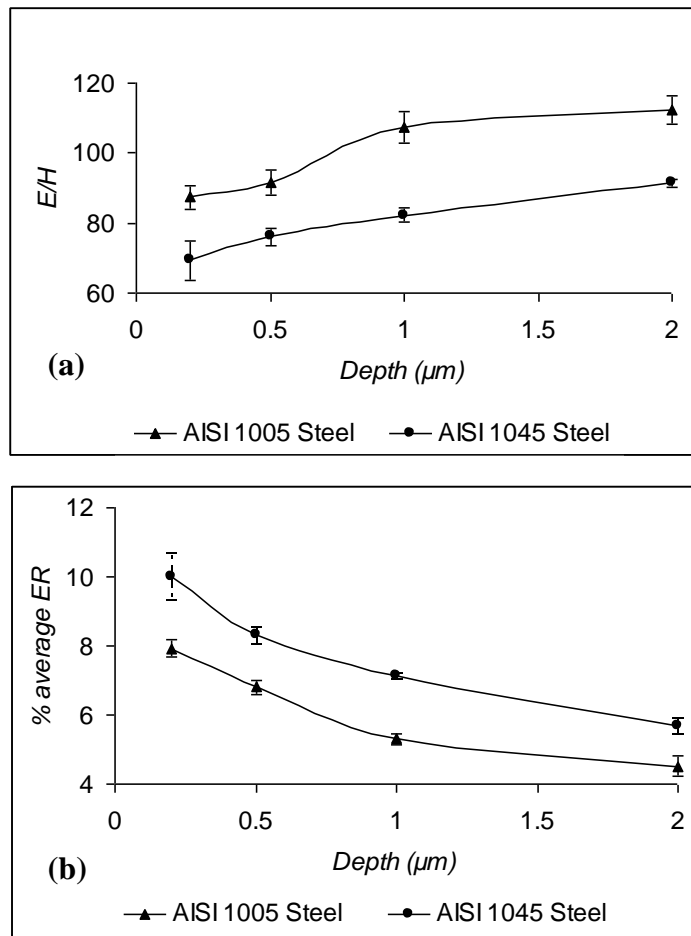 120
100
E/H
80
60
0 0.5 1 1.5 2
(a)
Depth (µm)
AISI 1005 Steel AISI 1045 Steel
12
10
% average ER
8
6
4
0 0.5 1 1.5 2
(b)
Depth (µm)
AISI 1005 Steel AISI 1045 Steel